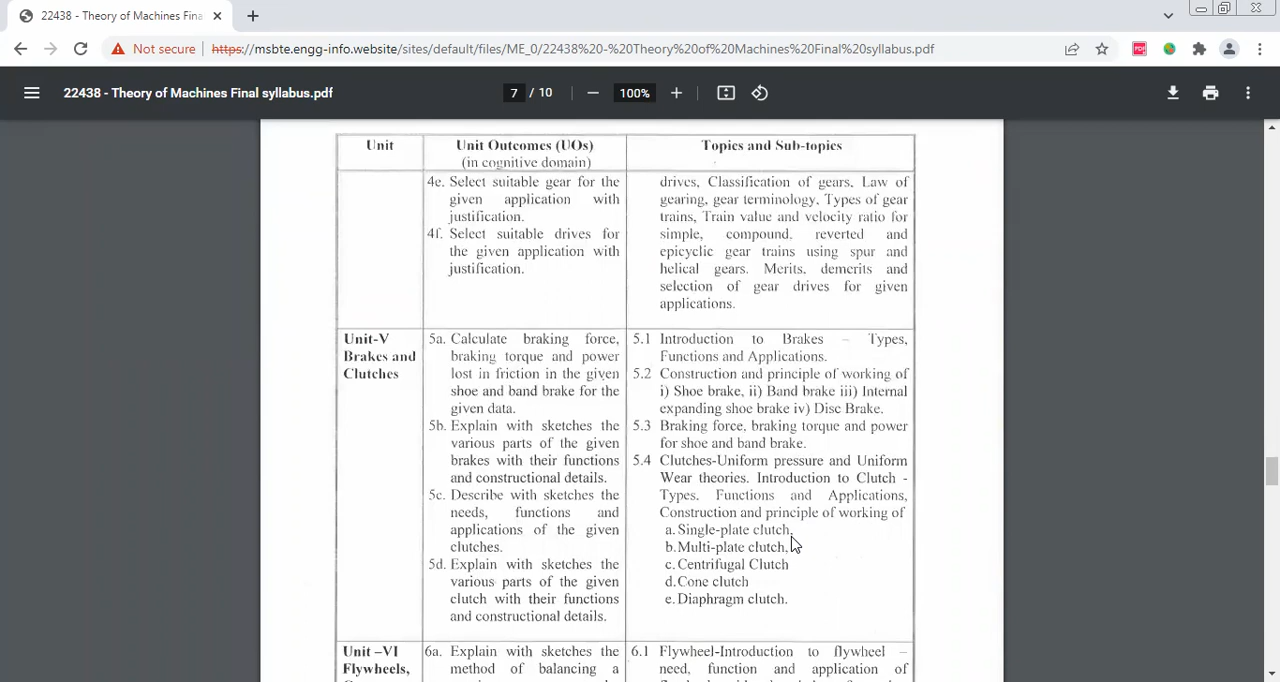 22438 - Theory of Machines Fina
Not secure
https://msbte.engg-info.website/sites/default/files/ME_0/22438%20-%20Theory%20of%20Machines%20Final%20syllabus.pdf
PDF
22438 - Theory of Machines Final syllabus.pdf
7 / 10
100%
Unit
Unit Outcomes (UOs)
(in cognitive domain)
Topics and Sub-topics
4e. Select suitable gear for the
given application with
justification.
4f. Select suitable drives for
the given application with
justification.
drives, Classification of gears, Law of
gearing, gear terminology, Types of gear
trains, Train value and velocity ratio for
simple, compound, reverted and
epicyclic gear trains using spur and
helical gears. Merits, demerits and
selection of gear drives for given
applications.
Unit-V
Brakes and
Clutches
5a. Calculate braking force,
braking torque and power
lost in friction in the given
shoe and band brake for the
given data.
5b. Explain with sketches the
various parts of the given
brakes with their functions
and constructional details.
5c. Describe with sketches the
needs, functions and
applications of the given
clutches.
5d. Explain with sketches the
various parts of the given
clutch with their functions
and constructional details.
5.1 Introduction to Brakes – Types,
Functions and Applications.
5.2 Construction and principle of working of
i) Shoe brake, ii) Band brake iii) Internal
expanding shoe brake iv) Disc Brake.
5.3 Braking force, braking torque and power
for shoe and band brake.
5.4 Clutches-Uniform pressure and Uniform
Wear theories. Introduction to Clutch -
Types, Functions and Applications,
Construction and principle of working of
a. Single-plate clutch,
b. Multi-plate clutch,
c. Centrifugal Clutch
d. Cone clutch
e. Diaphragm clutch.
Unit –VI
Flywheels,
6a. Explain with sketches the
method of balancing a
6.1 Flywheel-Introduction to flywheel –
need, function and application of